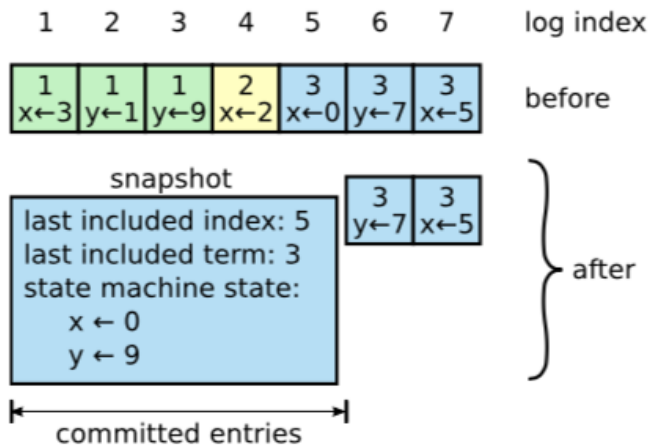 1 2 3 4 5 6 7 log index
1 1 1 2 3 3 3 before
x←3 y←1 y←9 x←2 x←0 y←7 x←5
snapshot
3 3
y←7 x←5
last included index: 5
last included term: 3
state machine state:
x ← 0
y ← 9
after
committed entries